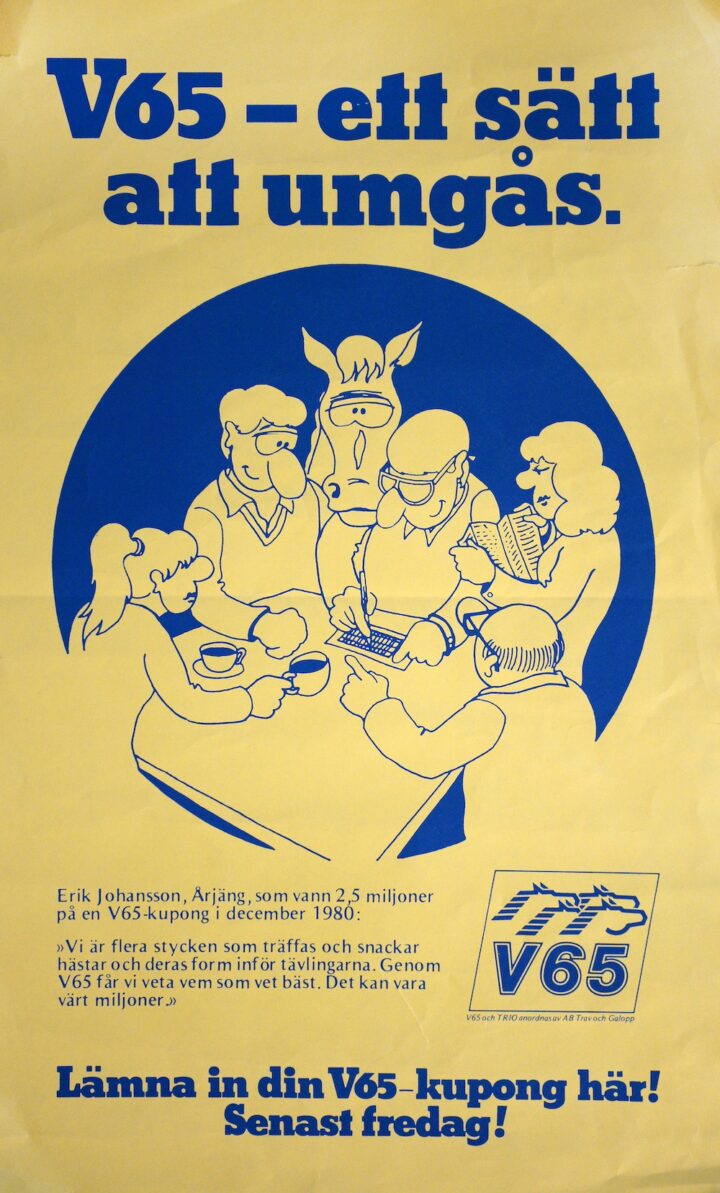 V65 – ett sätt
att umgås.
Erik Johansson, Årjäng, som vann 2,5 miljoner
på en V65-kupong i december 1980:
»Vi är flera stycken som träffas och snackar
hästar och deras form inför tävlingarna. Genom
V65 får vi veta vem som vet bäst. Det kan vara
värt miljoner.»
V65
V65 och TRIO anordnas av AB Trav och Galopp
Lämna in din V65-kupong här!
Senast fredag!